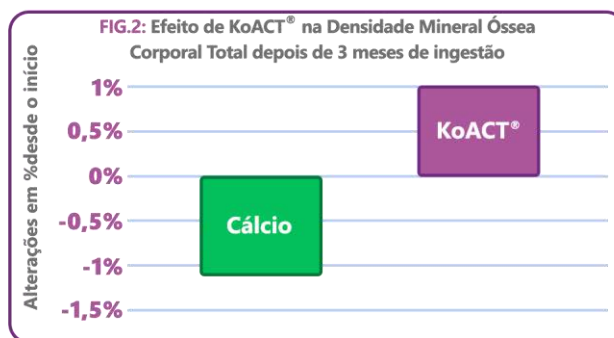 FIG.2: Efeito de KoACT® na Densidade Mineral Óssea
Corporal Total depois de 3 meses de ingestão
Alterações em %desde o início
1%
0,5%
0%
-0,5%
-1%
-1,5%
KoACT®
Cálcio